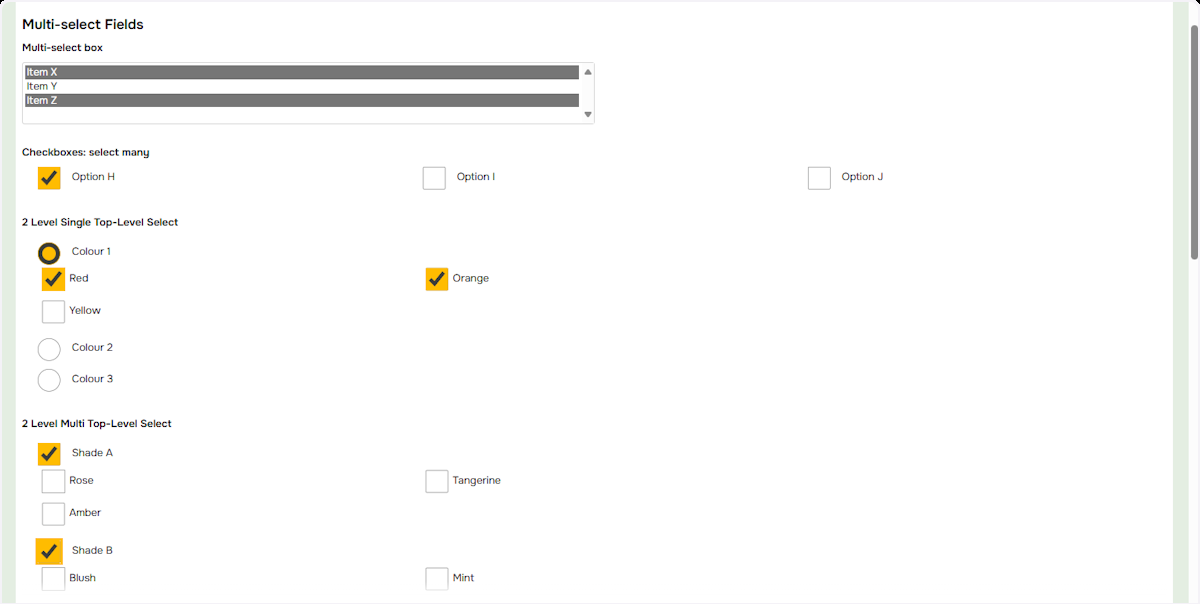 Multi-select Fields
Multi-select box
Item X
Item Y
Item Z
Checkboxes: select many
Option H Option I Option J
2 Level Single Top-Level Select
Colour 1
Red Orange
Yellow
Colour 2
Colour 3
2 Level Multi Top-Level Select
Shade A
Rose Tangerine
Amber
Shade B
Blush Mint